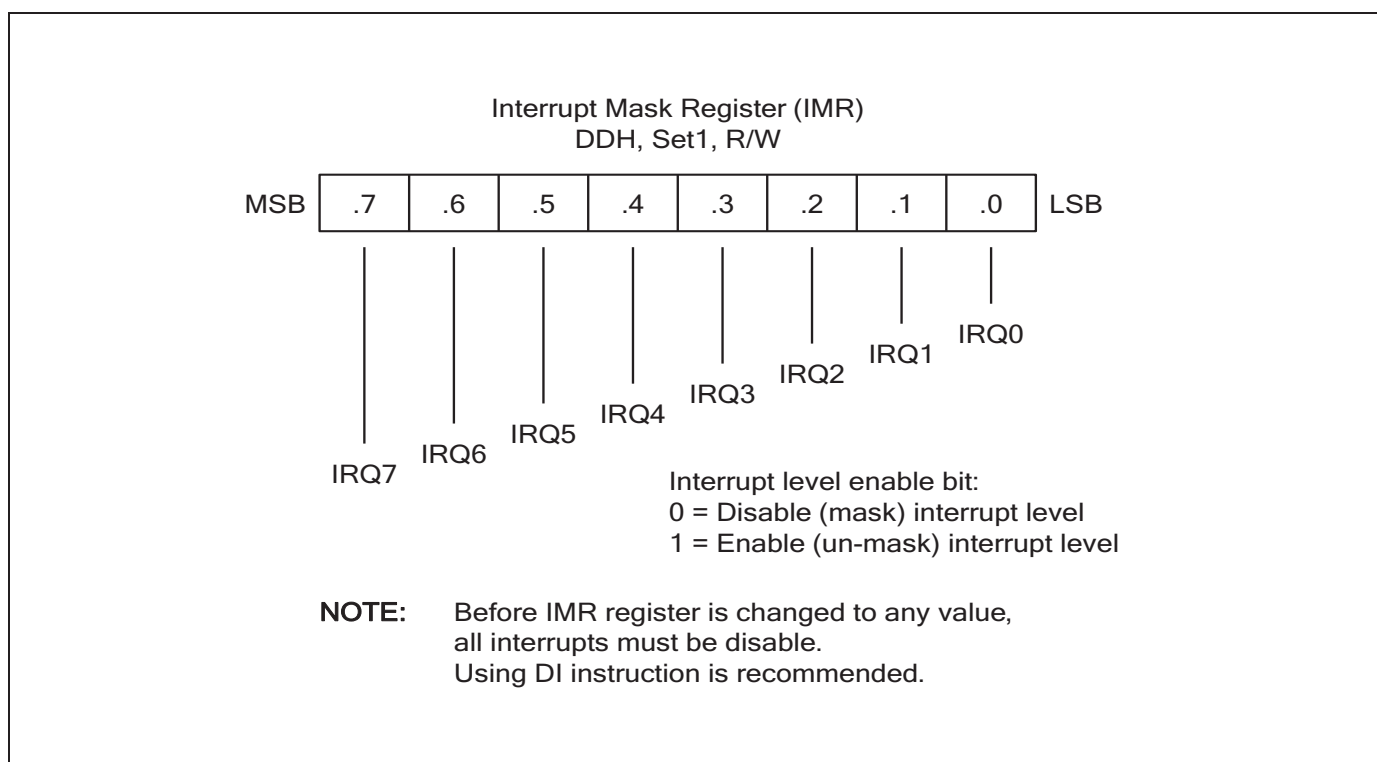 Interrupt Mask Register (IMR)
DDH, Set1, R/W
MSB .7 .6 .5 .4 .3 .2 .1 .0 LSB
IRQ7 IRQ6 IRQ5 IRQ4 IRQ3 IRQ2 IRQ1 IRQ0
Interrupt level enable bit:
0 = Disable (mask) interrupt level
1 = Enable (un-mask) interrupt level
NOTE: Before IMR register is changed to any value,
all interrupts must be disable.
Using DI instruction is recommended.